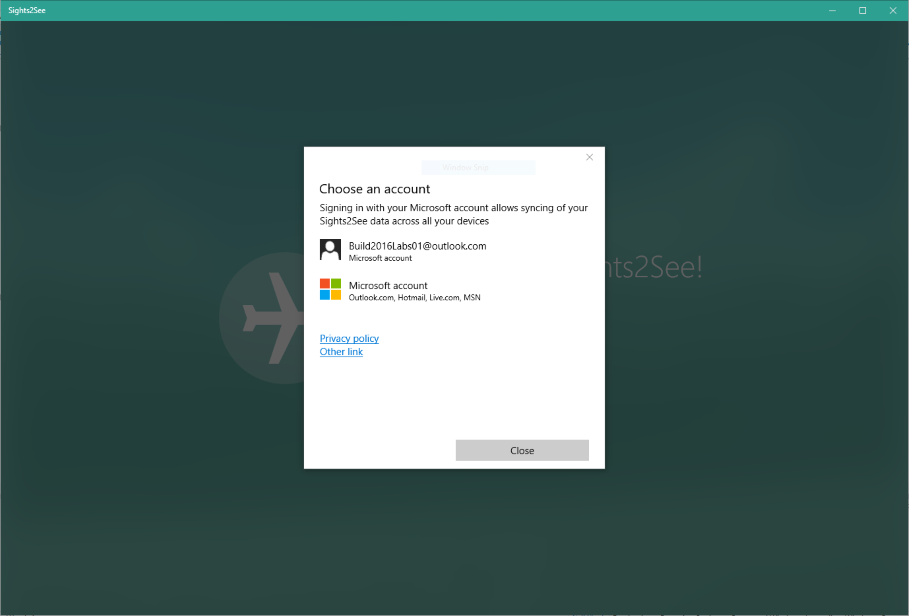 Sights2See
Choose an account
Signing in with your Microsoft account allows syncing of your
Sights2See data across all your devices
Build2016Labs01@outlook.com
Microsoft account
Microsoft account
Outlook.com, Hotmail, Live.com, MSN
hts2See!
Privacy policy
Other link
Close